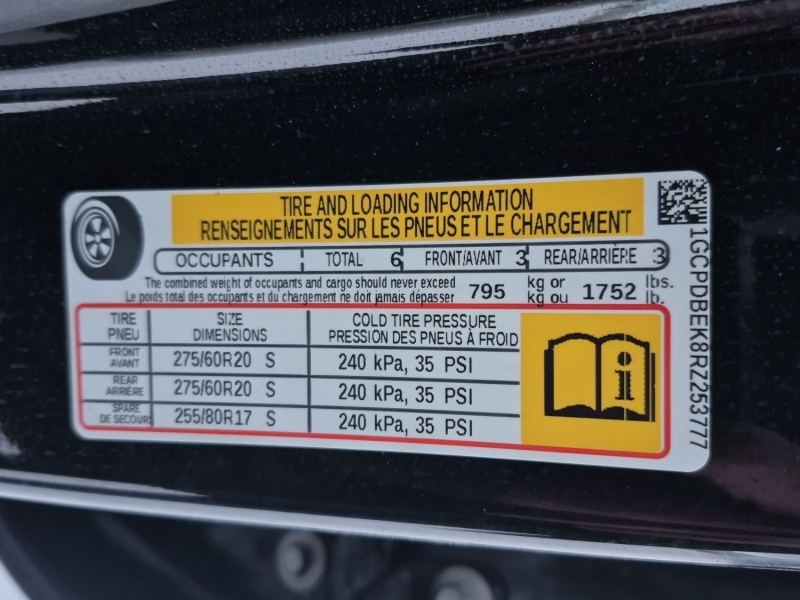 TIRE AND LOADING INFORMATION
RENSEIGNEMENTS SUR LES PNEUS ET LE CHARGEMENT
OCCUPANTS TOTAL 6 FRONT/AVANT 3 REAR/ARRIÈRE 3
The combined weight of occupants and cargo should never exceed
Le poids total des occupants et du chargement ne doit jamais dépasser
795 kg or kg ou 1752 lbs. lb.
TIRE PNEU SIZE DIMENSIONS COLD TIRE PRESSURE PRESSION DES PNEUS À FROID
FRONT AVANT 275/60R20 S 240 kPa, 35 PSI
REAR ARRIÈRE 275/60R20 S 240 kPa, 35 PSI
SPARE DE SECOURS 255/80R17 S 240 kPa, 35 PSI
i
1GCPDBEK8RZ253777